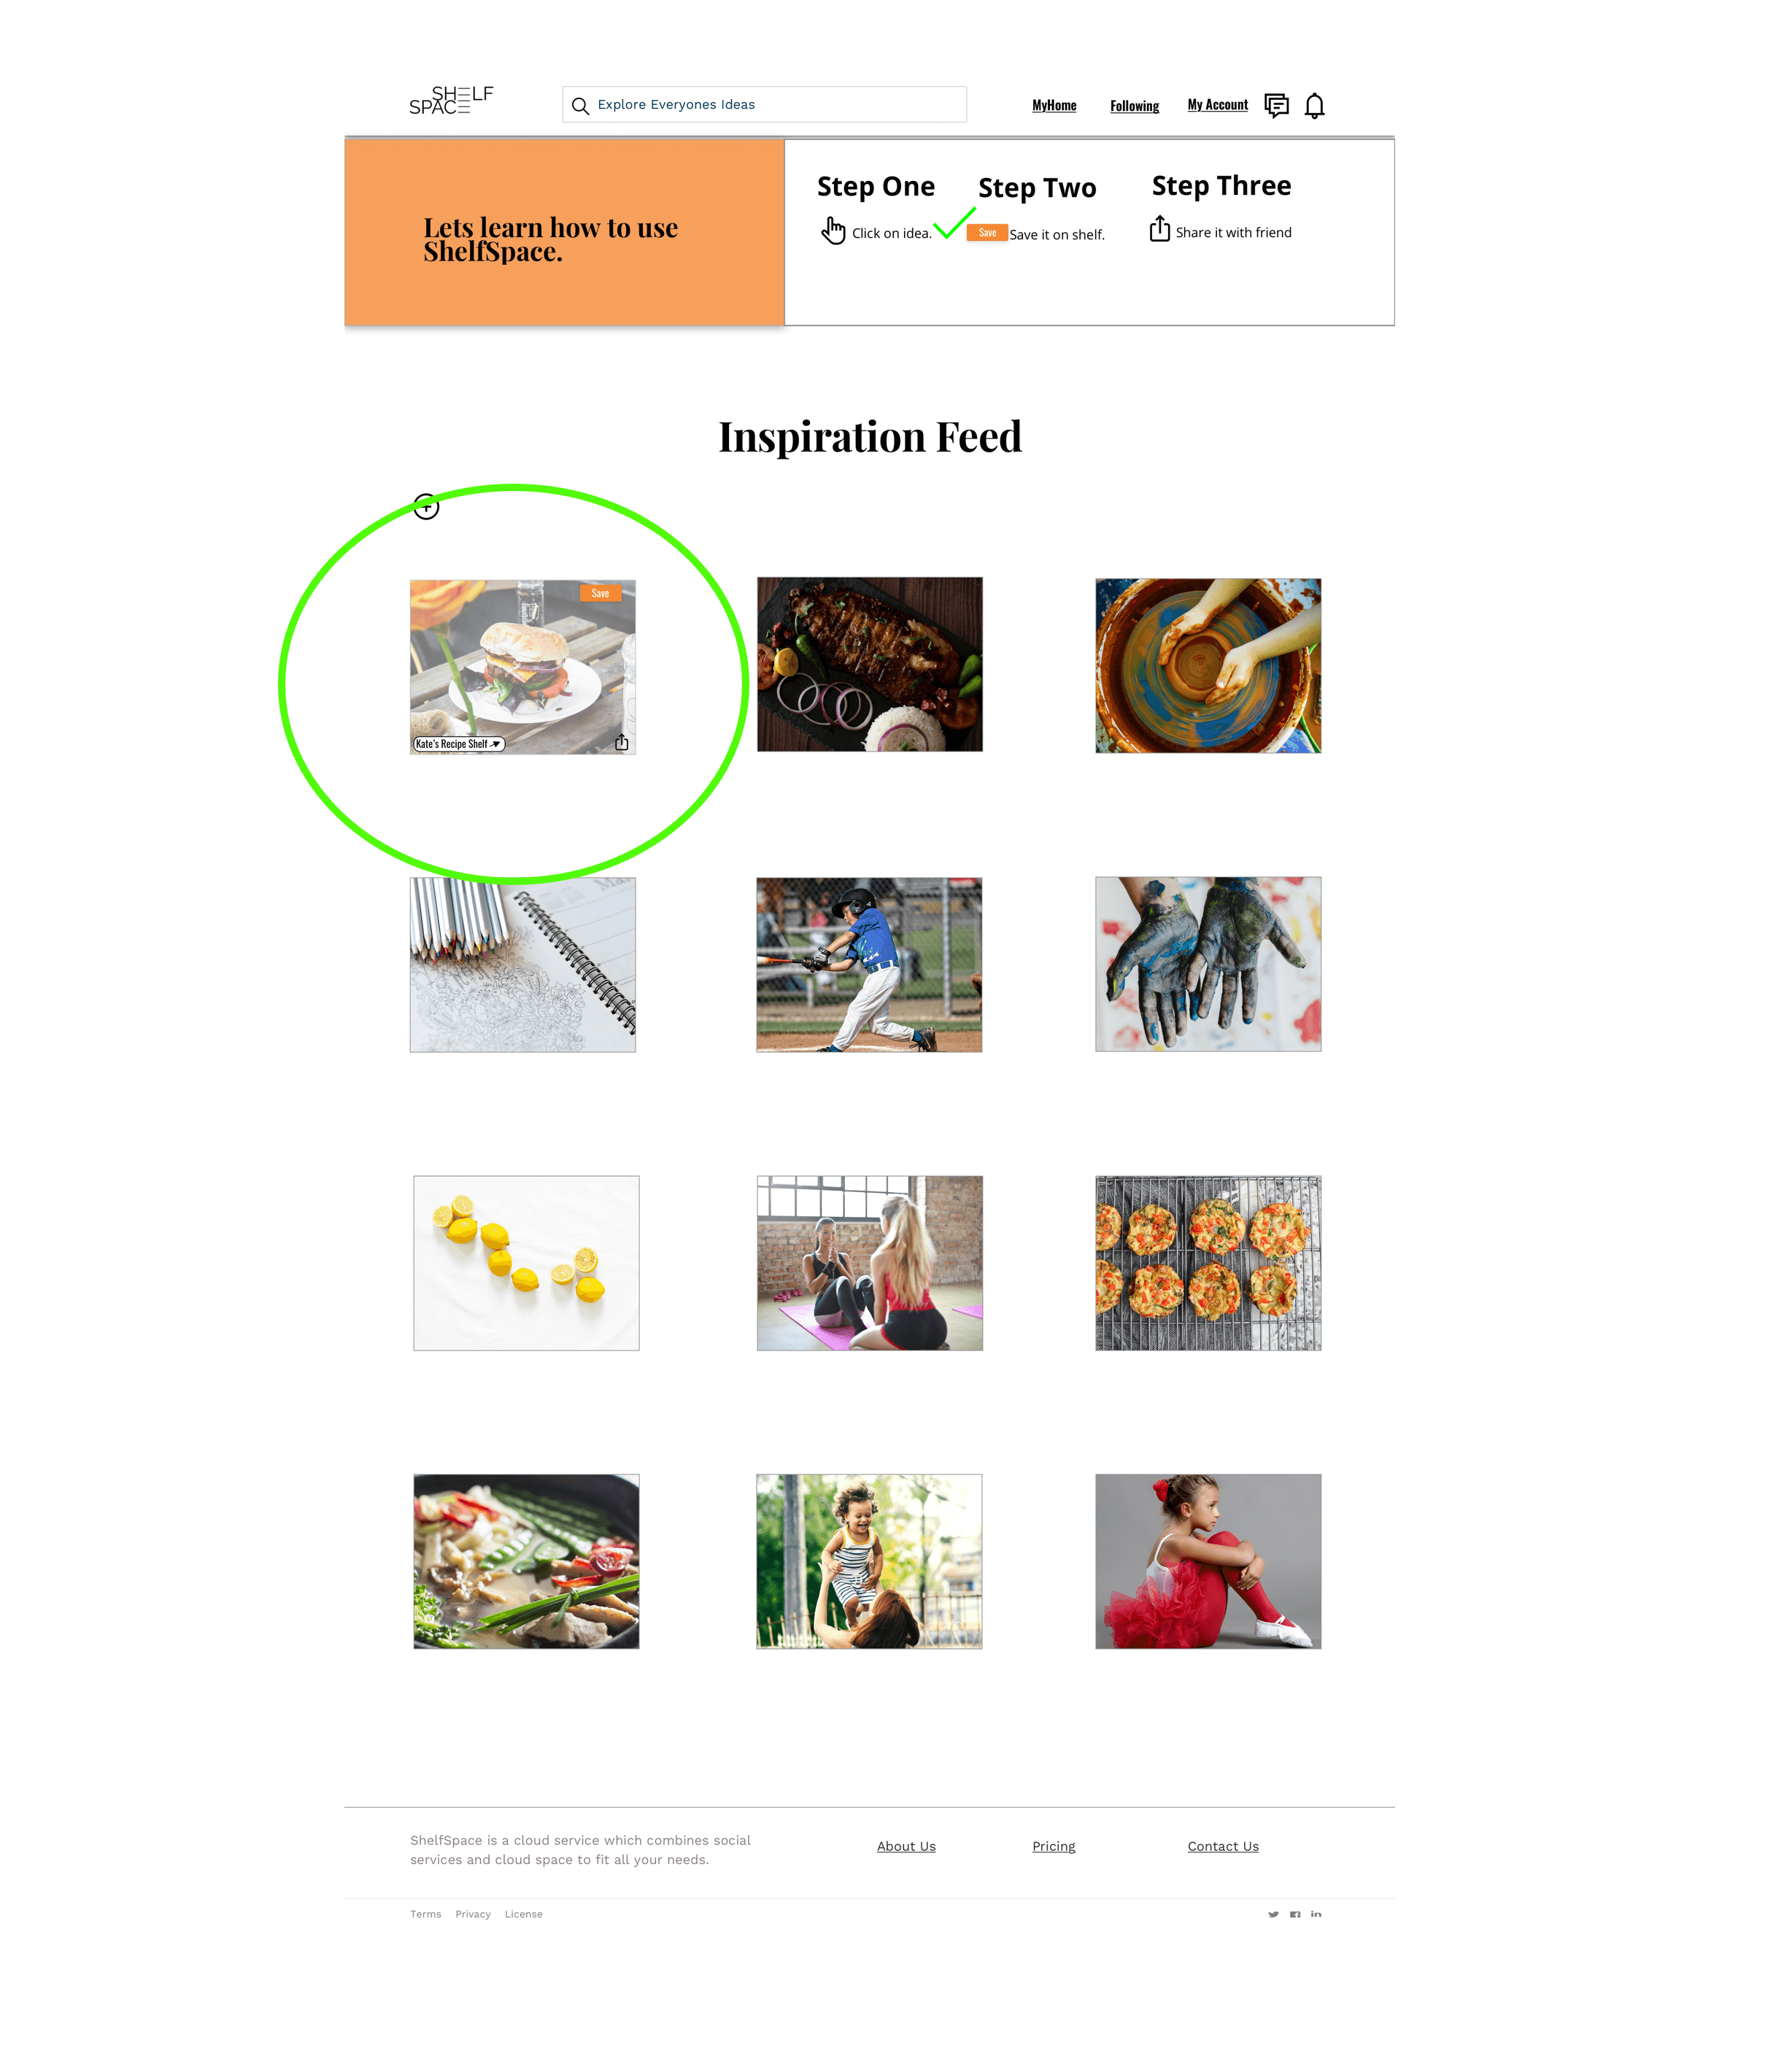 SHELF
SPACE
Explore Everyones Ideas
MyHome
Following
My Account
Lets learn how to use
ShelfSpace.
Step One
Click on idea.
Step Two
Save
Save it on shelf.
Step Three
Share it with friend
Inspiration Feed
Save
Kate's Recipe Shelf
ShelfSpace is a cloud service which combines social
services and cloud space to fit all your needs.
About Us
Pricing
Contact Us
Terms
Privacy
License